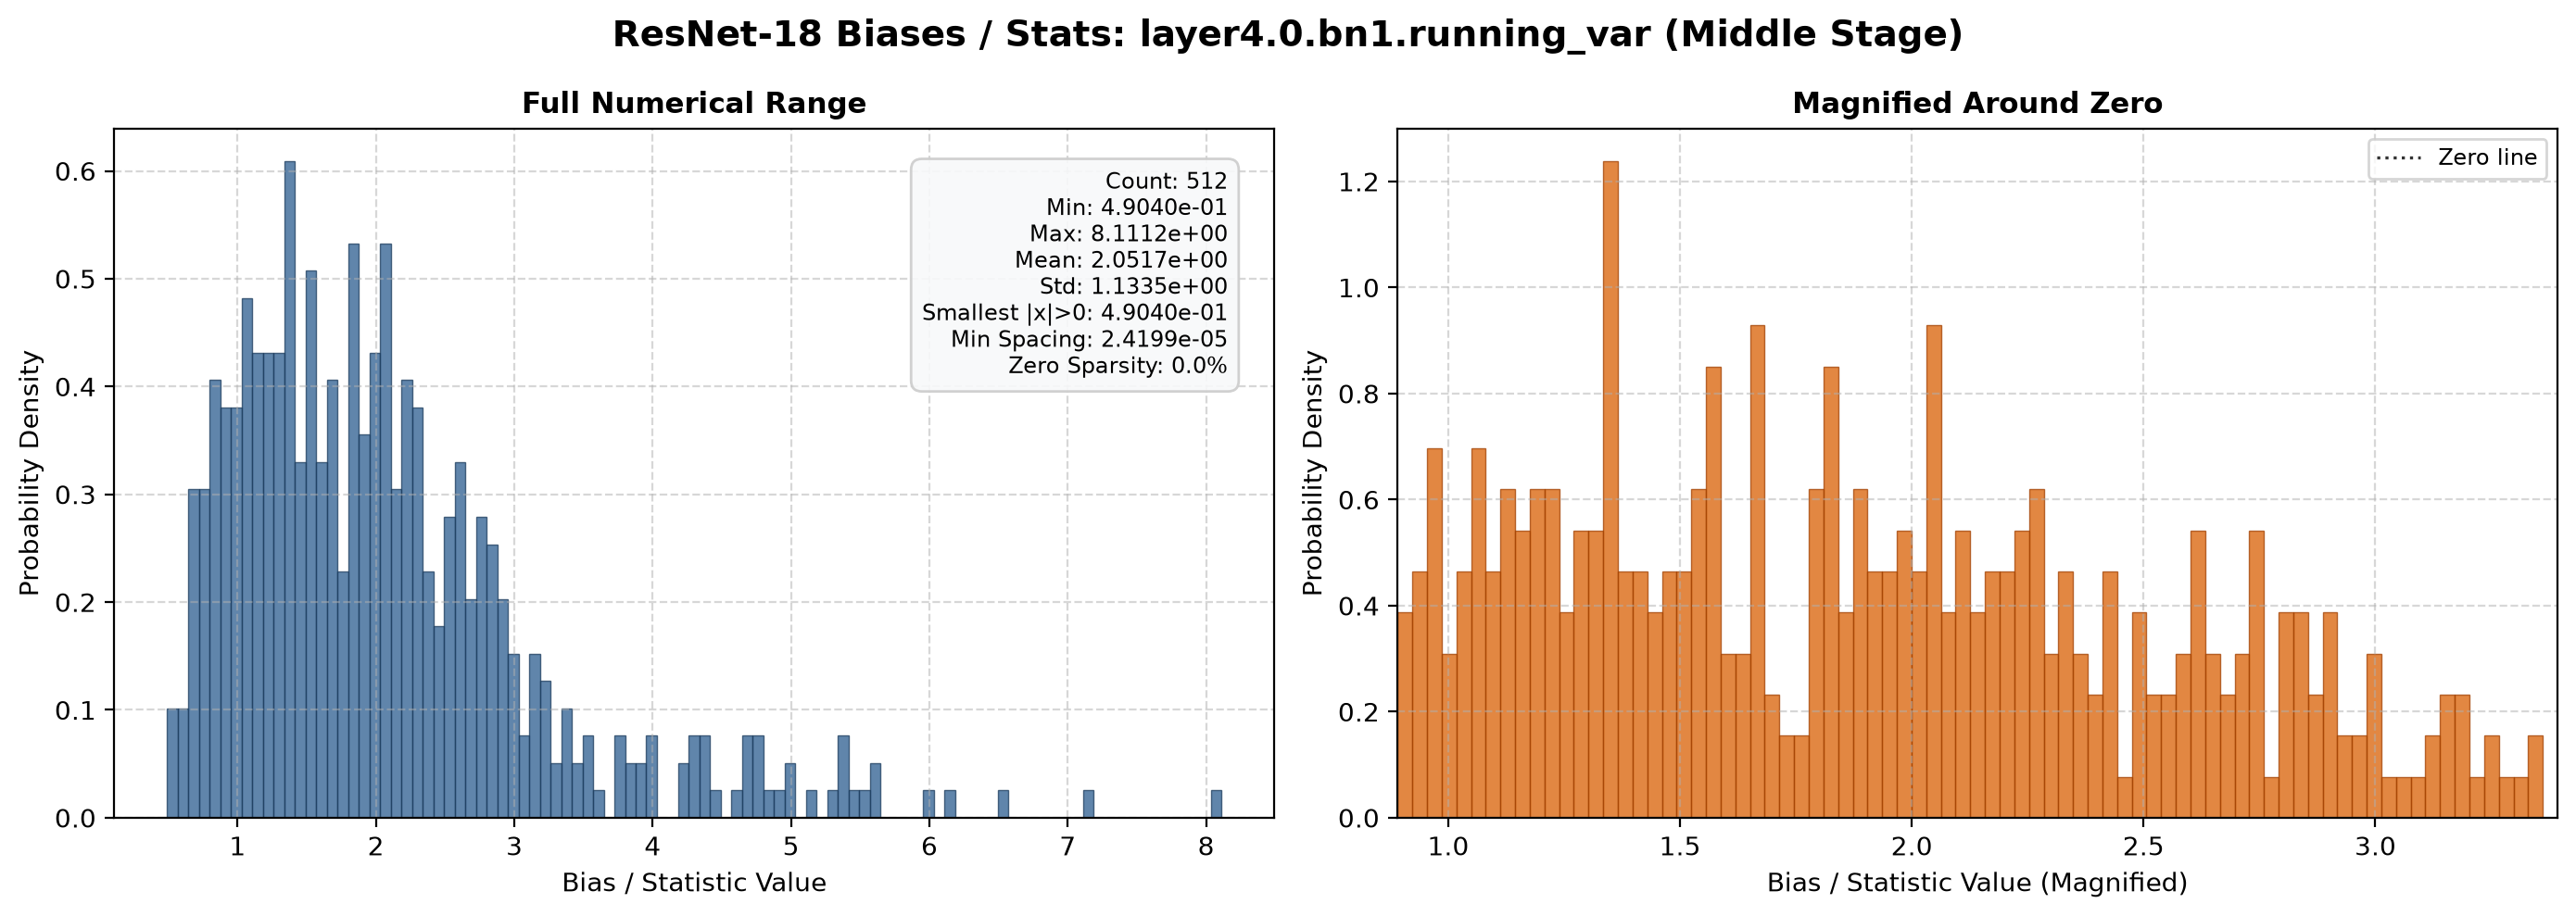 ResNet-18 Biases / Stats: layer4.0.bn1.running_var (Middle Stage)
Full Numerical Range
Probability Density
0.6
0.5
0.4
0.3
0.2
0.1
0.0
Count: 512
Min: 4.9040e-01
Max: 8.1112e+00
Mean: 2.0517e+00
Std: 1.1335e+00
Smallest |x|>0: 4.9040e-01
Min Spacing: 2.4199e-05
Zero Sparsity: 0.0%
1 2 3 4 5 6 7 8
Bias / Statistic Value
Magnified Around Zero
Probability Density
1.2
1.0
0.8
0.6
0.4
0.2
0.0
Zero line
1.0 1.5 2.0 2.5 3.0
Bias / Statistic Value (Magnified)